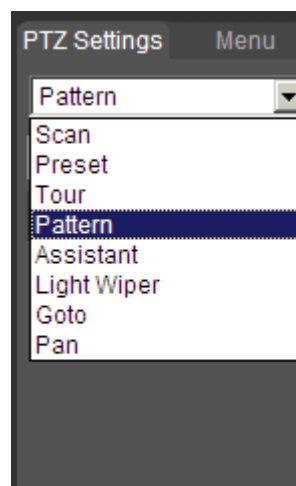 PTZ Settings Menu
Pattern
Scan
Preset
Tour
Pattern
Assistant
Light Wiper
Goto
Pan